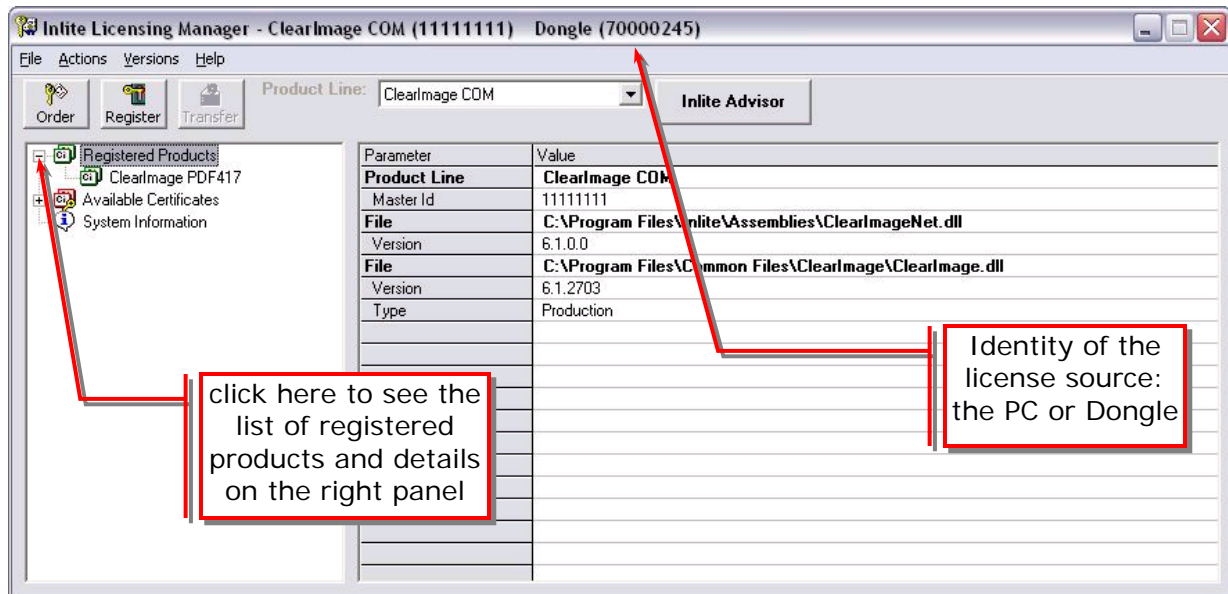 Inlite Licensing Manager - ClearImage COM (11111111) Dongle (70000245)
File Actions Versions Help
Order Register Transfer
Product Line: ClearImage COM
Inlite Advisor
Registered Products
ClearImage PDF417
Available Certificates
System Information
Parameter Value
Product Line ClearImage COM
Master Id 11111111
File C:\Program Files\Inlite\Assemblies\ClearImageNet.dll
Version 6.1.0.0
File C:\Program Files\Common Files\ClearImage\ClearImage.dll
Version 6.1.2703
Type Production
click here to see the
list of registered
products and details
on the right panel
Identity of the
license source:
the PC or Dongle